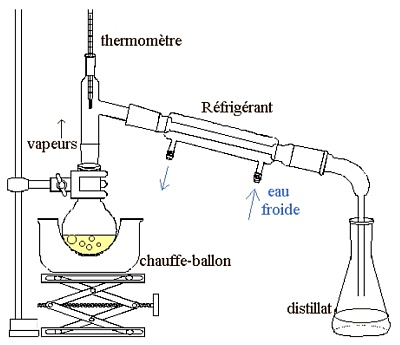 thermomètre
Réfrigérant
vapeurs
eau
froide
chauffe-ballon
distillat